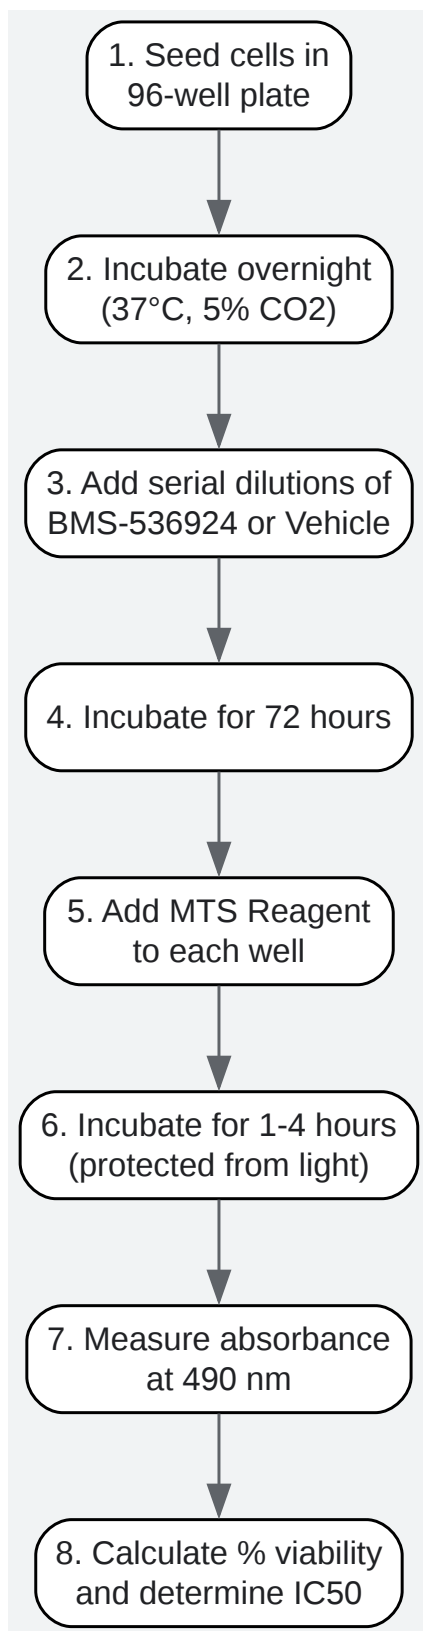 1. Seed cells in
96-well plate
2. Incubate overnight
(37°C, 5% CO2)
3. Add serial dilutions of
BMS-536924 or Vehicle
4. Incubate for 72 hours
5. Add MTS Reagent
to each well
6. Incubate for 1-4 hours
(protected from light)
7. Measure absorbance
at 490 nm
8. Calculate % viability
and determine IC50